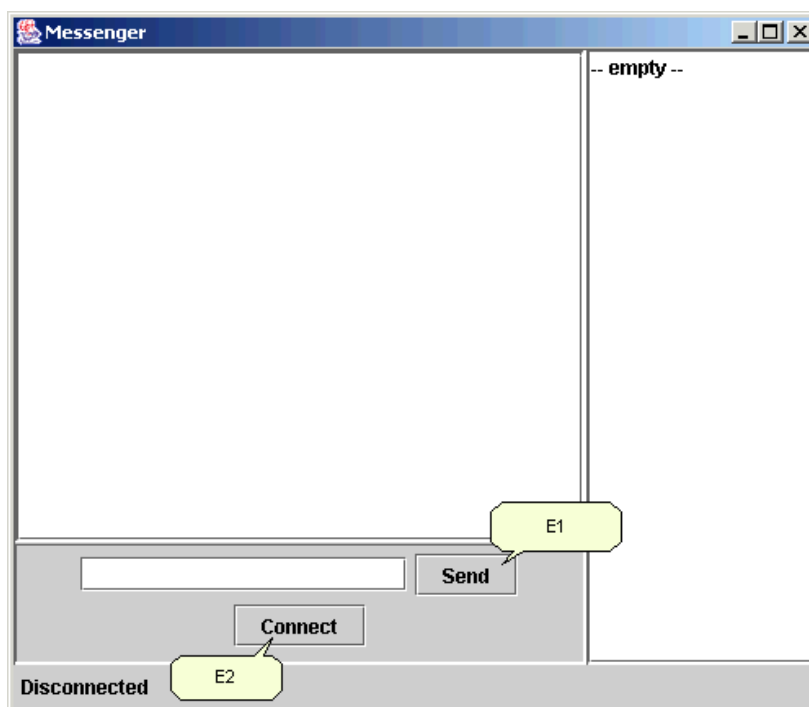 Messenger
-- empty --
E1
Send
Connect
E2
Disconnected